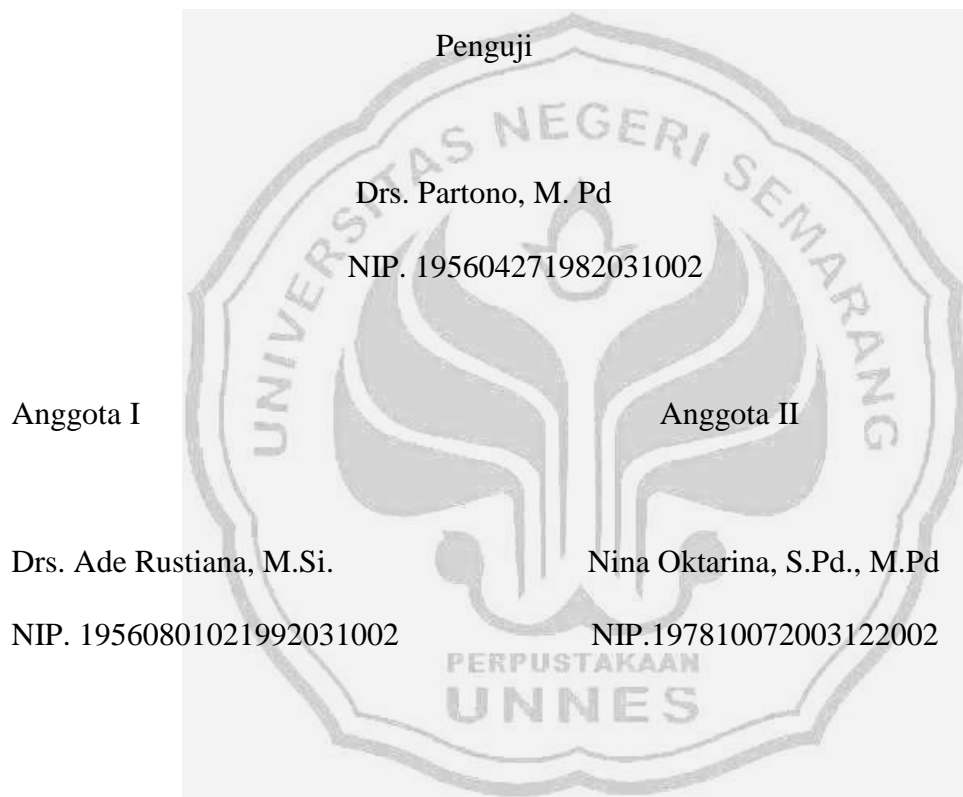 Penguji
UNIVERSITAS NEGERI SEMARANG
Drs. Partono, M. Pd
NIP. 195604271982031002
Anggota I Anggota II
Drs. Ade Rustiana, M.Si. Nina Oktarina, S.Pd., M.Pd
NIP. 19560801021992031002 NIP.197810072003122002
PERPUSTAKAAN
UNNES